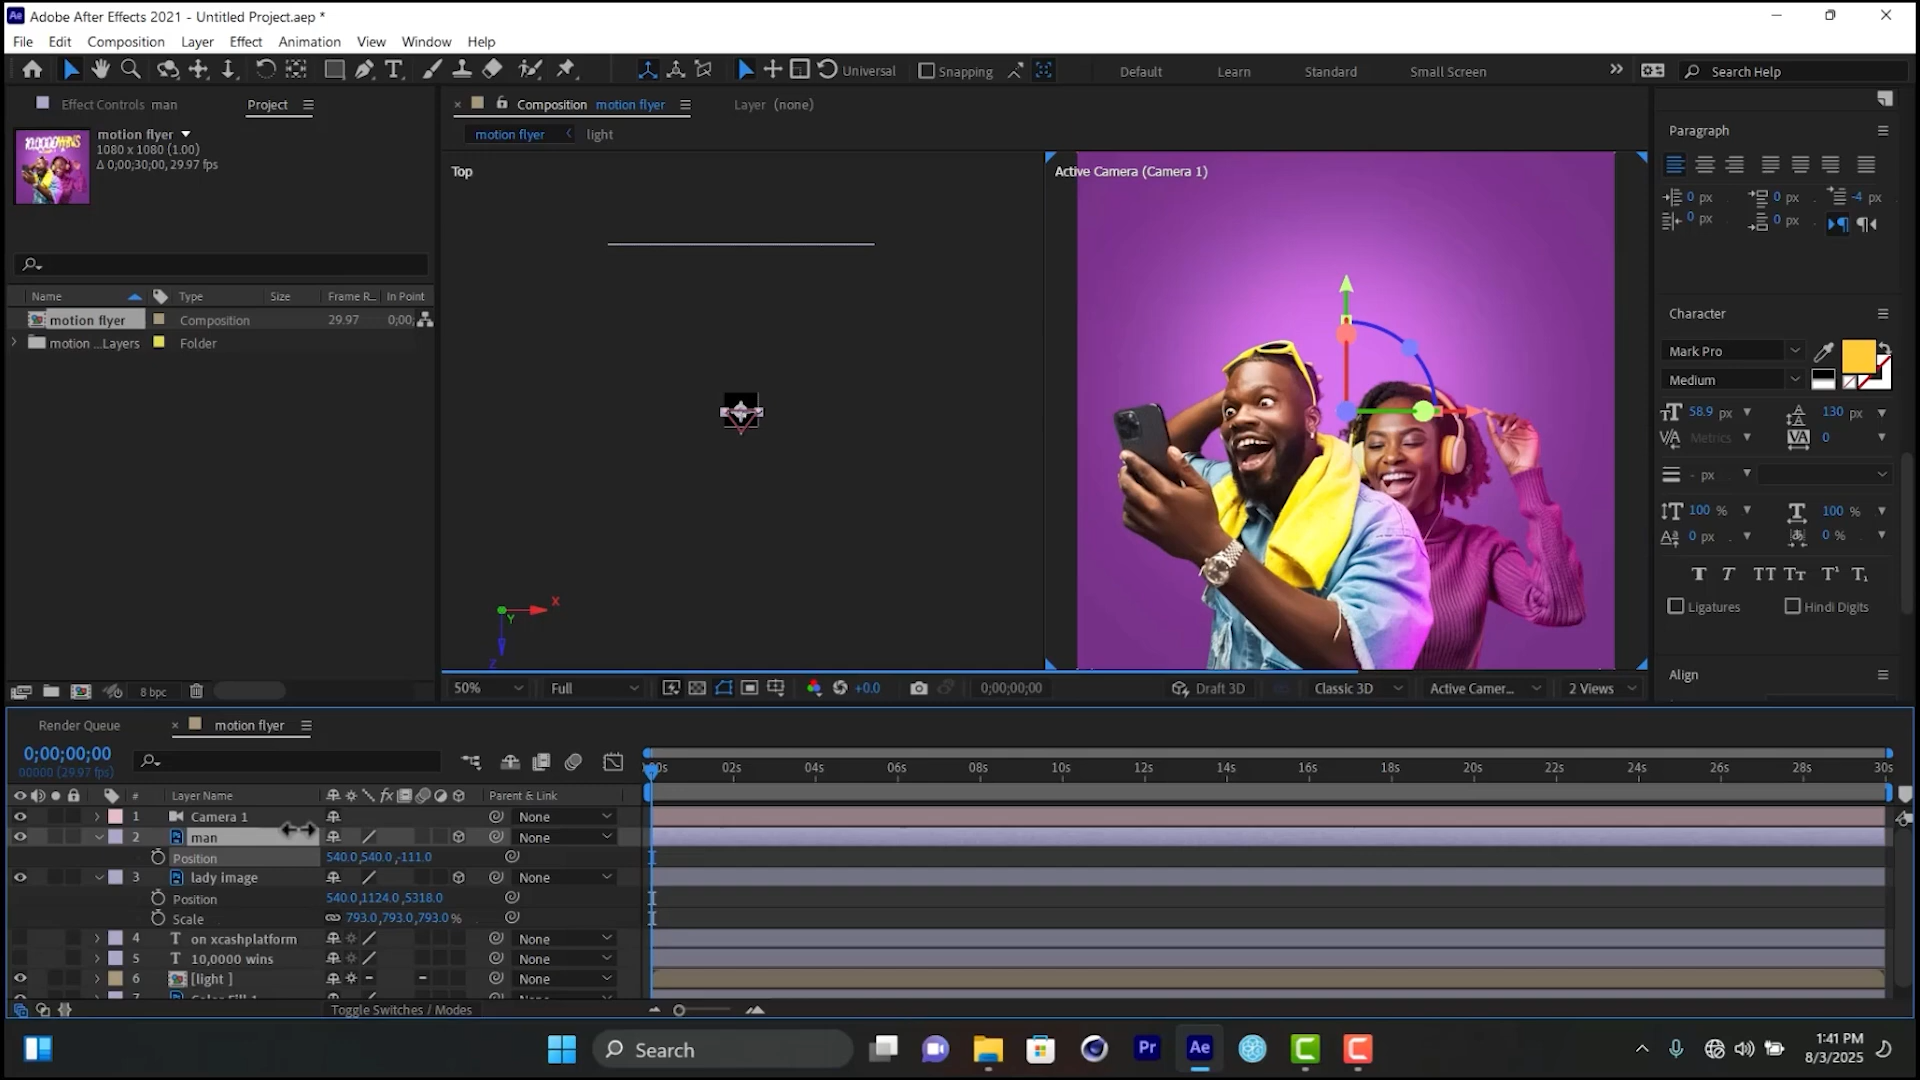 Ae Adobe After Effects 2021 - Untitled Project.aep *
File Edit Composition Layer Effect Animation View Window Help
Universal Snapping Default Learn Standard Small Screen Search Help
Effect Controls man Project
Composition motion flyer Layer (none)
motion flyer
1080 x 1080 (1.00)
Δ 0;00;30;00, 29.97 fps
motion flyer light
Top
Active Camera (Camera 1)
Name Type Size Frame R... In Point
motion flyer Composition 29.97 0;00;
motion ...Layers Folder
X
Y
Z
8 bpc
50% Full +0.0 0;00;00;00 Draft 3D Classic 3D Active Camer... 2 Views
Paragraph
0 px 0 px -4 px
0 px 0 px
Character
Mark Pro
Medium
58.9 px 130 px
Metrics 0
- px
100 % 100 %
0 px 0 %
Ligatures Hindi Digits
Align
Render Queue motion flyer
0;00;00;00
00000 (29.97 fps)
:00s 02s 04s 06s 08s 10s 12s 14s 16s 18s 20s 22s 24s 26s 28s 30s
# Layer Name Parent & Link
1 Camera 1 None
2 man None
Position 540.0,540.0,-111.0
3 lady image None
Position 540.0,1124.0,5318.0
Scale 793.0,793.0,793.0%
4 T on xcashplatform None
5 T 10,0000 wins None
6 [light ] None
7 Color Fill 1
Toggle Switches / Modes
Search Pr Ae
1:41 PM
8/3/2025